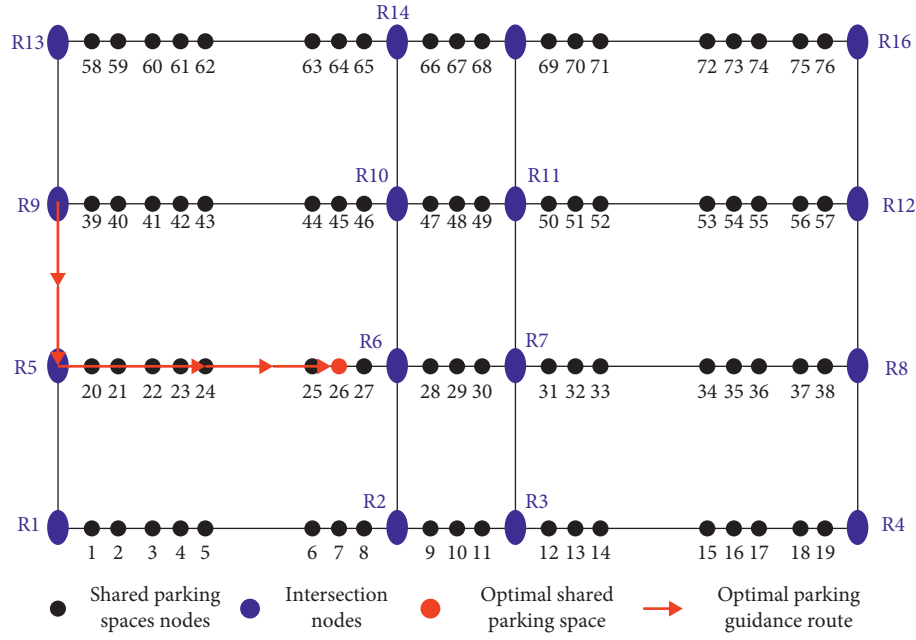 R14
R13
R16
58 59 60 61 62 63 64 65 66 67 68 69 70 71 72 73 74 75 76
R10
R11
R9
R12
39 40 41 42 43 44 45 46 47 48 49 50 51 52 53 54 55 56 57
R6
R7
R5
R8
20 21 22 23 24 25 26 27 28 29 30 31 32 33 34 35 36 37 38
R2
R3
R1
R4
1 2 3 4 5 6 7 8 9 10 11 12 13 14 15 16 17 18 19
Shared parking
spaces nodes
Intersection
nodes
Optimal shared
parking space
Optimal parking
guidance route